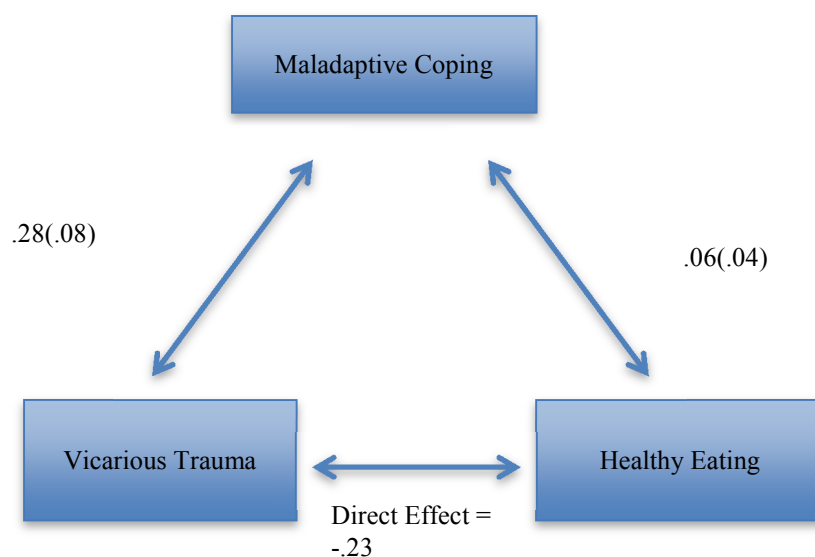 Maladaptive Coping
.28(.08)
.06(.04)
Vicarious Trauma
Healthy Eating
Direct Effect =
-.23